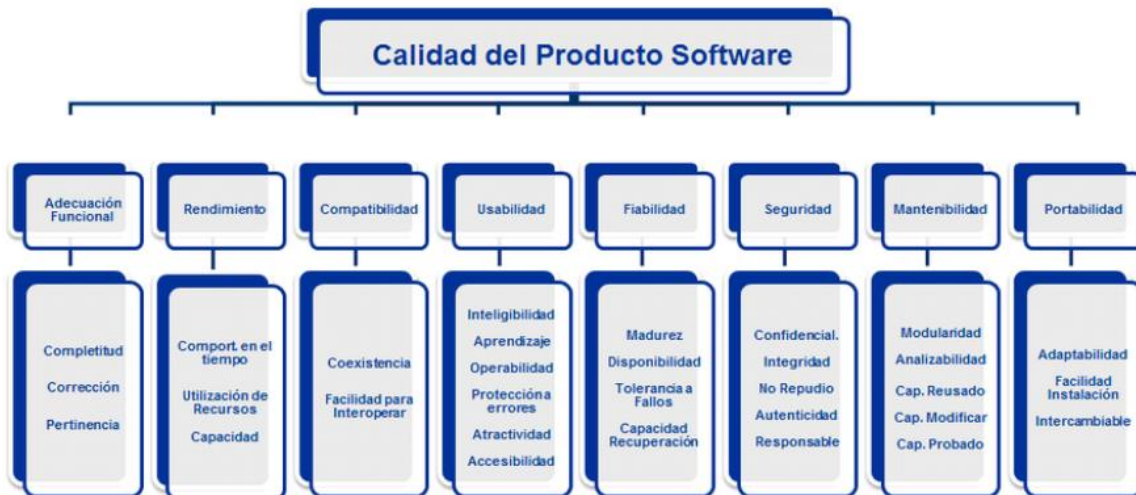 Calidad del Producto Software
Adecuación
Funcional
Rendimiento
Compatibilidad
Usabilidad
Fiabilidad
Seguridad
Mantenibilidad
Portabilidad
Completitud
Corrección
Pertinencia
Comport. en el
tiempo
Utilización de
Recursos
Capacidad
Coexistencia
Facilidad para
Interoperar
Inteligibilidad
Aprendizaje
Operabilidad
Protección a
errores
Atractividad
Accesibilidad
Madurez
Disponibilidad
Tolerancia a
Fallos
Capacidad
Recuperación
Confidencial.
Integridad
No Repudio
Autenticidad
Responsable
Modularidad
Analizabilidad
Cap. Reusado
Cap. Modificar
Cap. Probado
Adaptabilidad
Facilidad
Instalación
Intercambiable